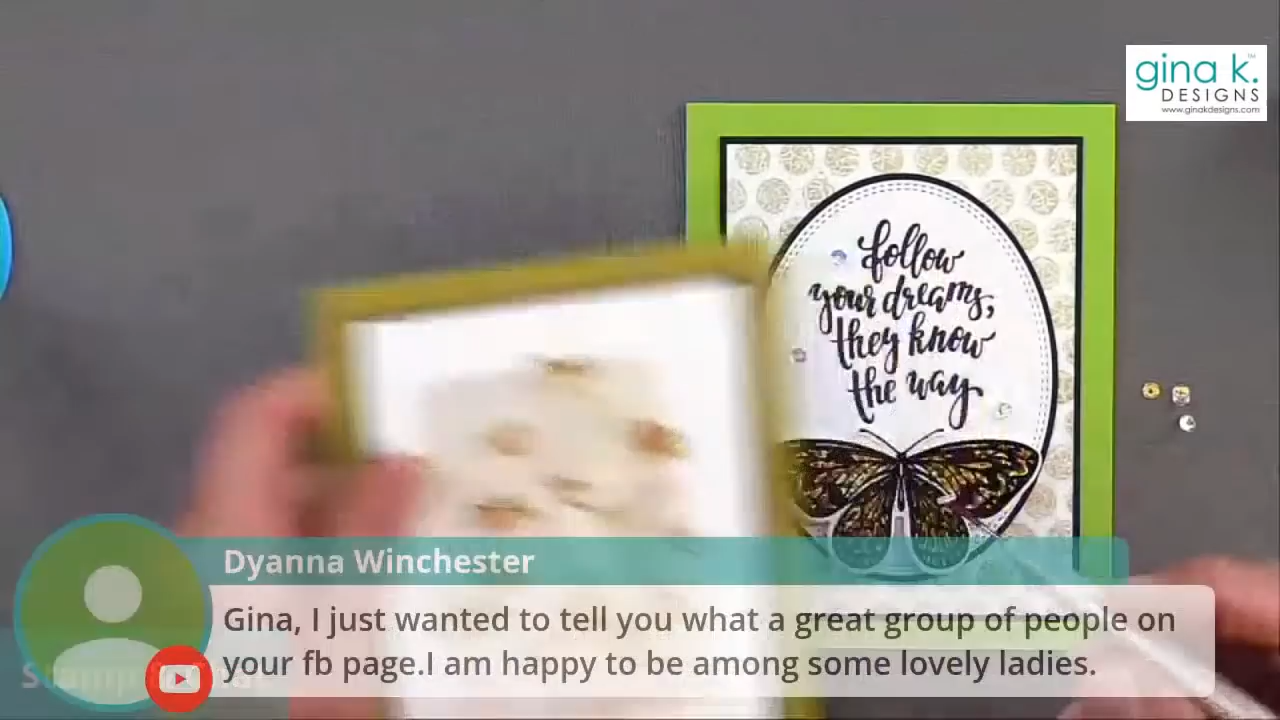 gina k.™
DESIGNS
www.ginakdesigns.com
follow
your dreams,
they know
the way
Dyanna Winchester
Gina, I just wanted to tell you what a great group of people on
your fb page.I am happy to be among some lovely ladies.